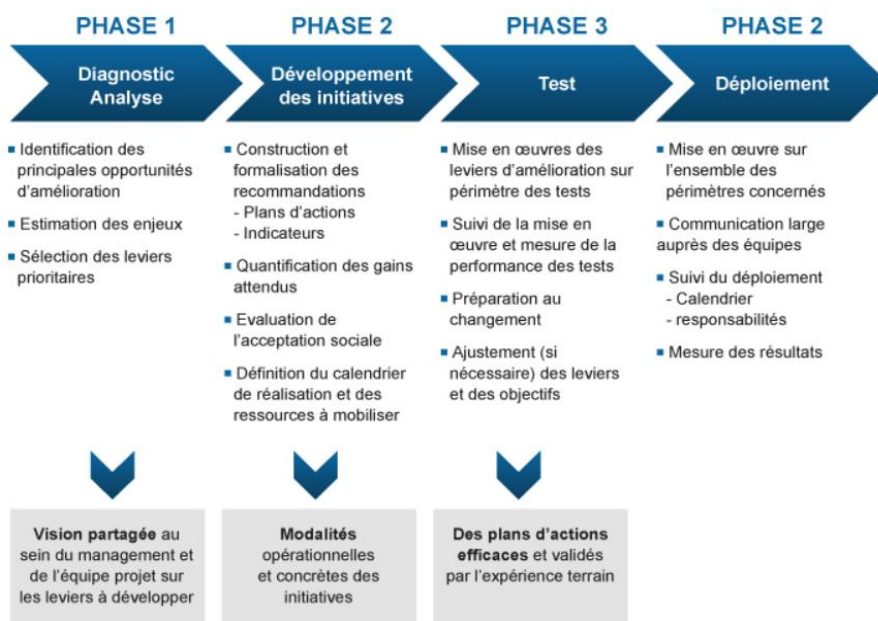 PHASE 1
Diagnostic
Analyse
■ Identification des
principales opportunités
d'amélioration
■ Estimation des enjeux
■ Sélection des leviers
prioritaires
Vision partagée au
sein du management et
de l'équipe projet sur
les leviers à développer
PHASE 2
Développement
des initiatives
■ Construction et
formalisation des
recommandations
- Plans d'actions
- Indicateurs
■ Quantification des gains
attendus
■ Evaluation de
l'acceptation sociale
■ Définition du calendrier
de réalisation et des
ressources à mobiliser
Modalités
opérationnelles
et concrètes des
initiatives
PHASE 3
Test
■ Mise en œuvres des
leviers d'amélioration sur
périmètre des tests
■ Suivi de la mise en
œuvre et mesure de la
performance des tests
■ Préparation au
changement
■ Ajustement (si
nécessaire) des leviers
et des objectifs
Des plans d'actions
efficaces et validés
par l'expérience terrain
PHASE 2
Déploiement
■ Mise en œuvre sur
l'ensemble des
périmètres concernés
■ Communication large
auprès des équipes
■ Suivi du déploiement
- Calendrier
- responsabilités
■ Mesure des résultats